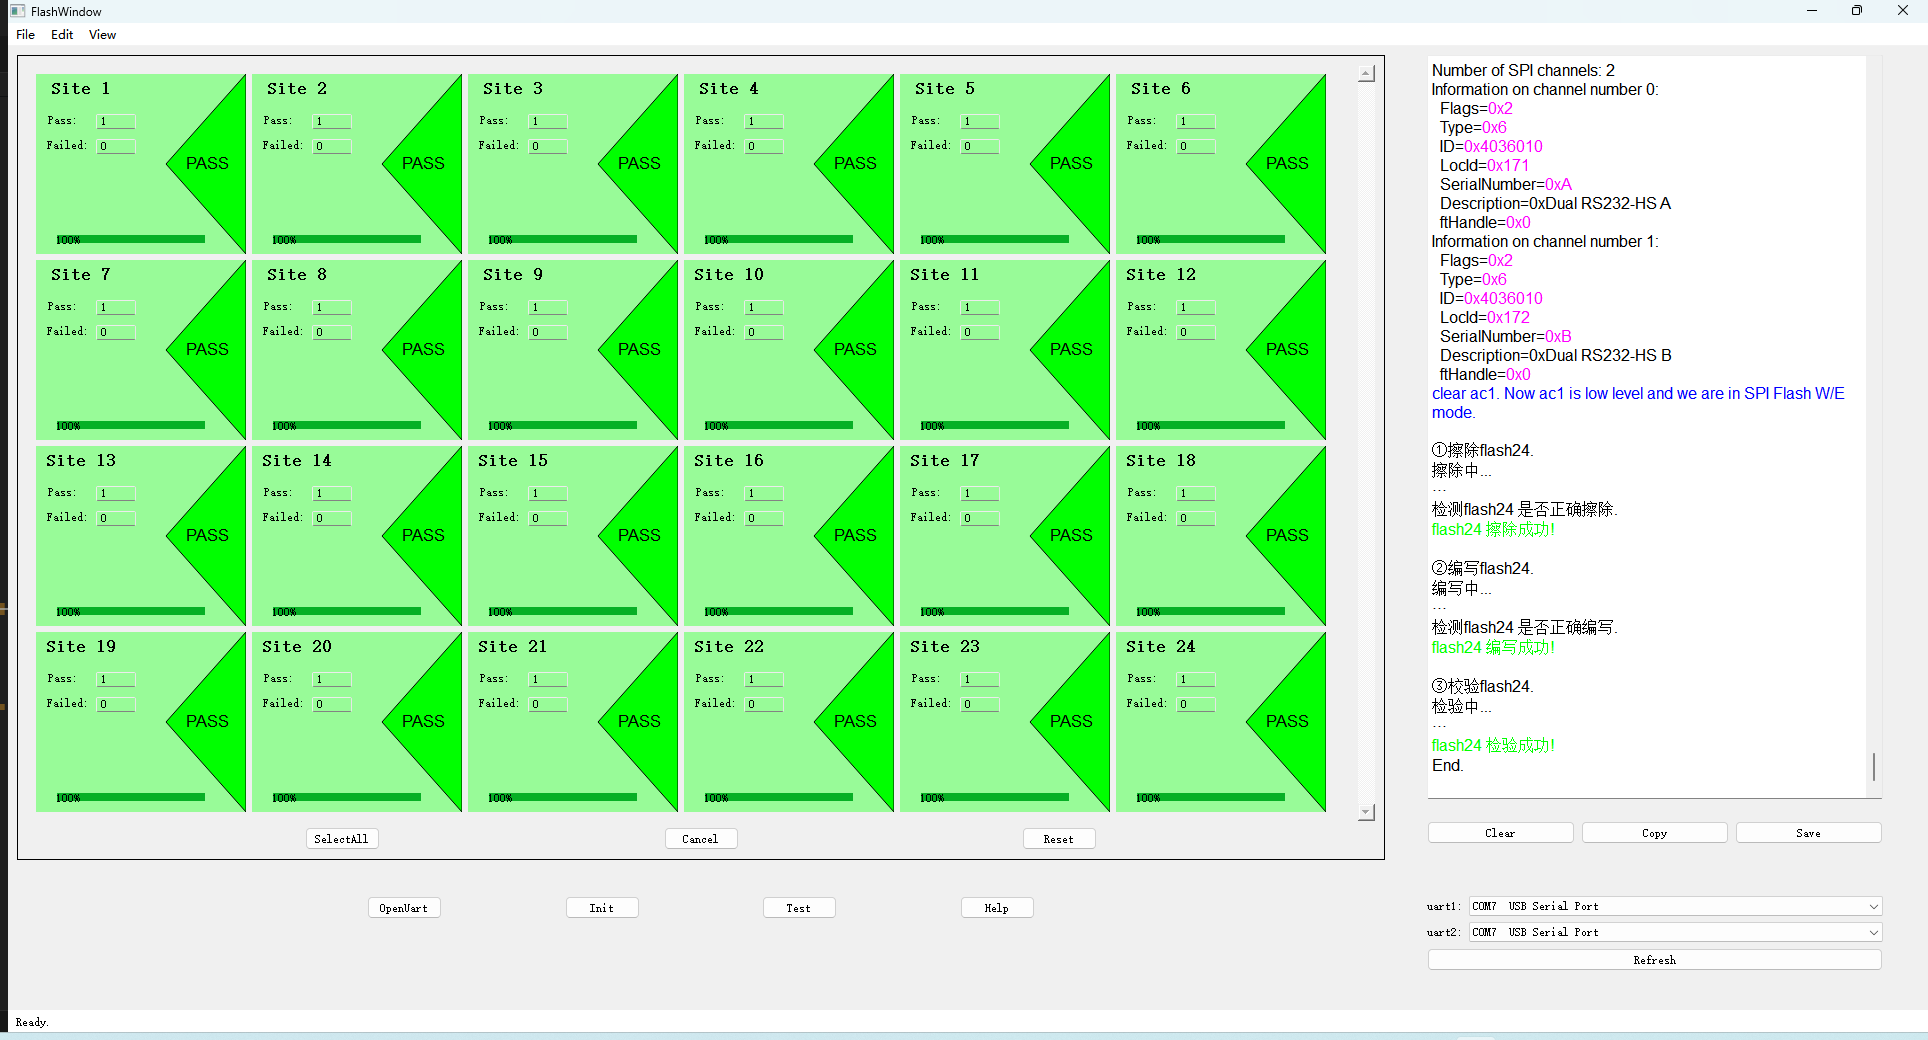 FlashWindow
File Edit View
Site 1
Pass: 1
Failed: 0
PASS
100%
Site 2
Pass: 1
Failed: 0
PASS
100%
Site 3
Pass: 1
Failed: 0
PASS
100%
Site 4
Pass: 1
Failed: 0
PASS
100%
Site 5
Pass: 1
Failed: 0
PASS
100%
Site 6
Pass: 1
Failed: 0
PASS
100%
Site 7
Pass: 1
Failed: 0
PASS
100%
Site 8
Pass: 1
Failed: 0
PASS
100%
Site 9
Pass: 1
Failed: 0
PASS
100%
Site 10
Pass: 1
Failed: 0
PASS
100%
Site 11
Pass: 1
Failed: 0
PASS
100%
Site 12
Pass: 1
Failed: 0
PASS
100%
Site 13
Pass: 1
Failed: 0
PASS
100%
Site 14
Pass: 1
Failed: 0
PASS
100%
Site 15
Pass: 1
Failed: 0
PASS
100%
Site 16
Pass: 1
Failed: 0
PASS
100%
Site 17
Pass: 1
Failed: 0
PASS
100%
Site 18
Pass: 1
Failed: 0
PASS
100%
Site 19
Pass: 1
Failed: 0
PASS
100%
Site 20
Pass: 1
Failed: 0
PASS
100%
Site 21
Pass: 1
Failed: 0
PASS
100%
Site 22
Pass: 1
Failed: 0
PASS
100%
Site 23
Pass: 1
Failed: 0
PASS
100%
Site 24
Pass: 1
Failed: 0
PASS
100%
SelectAll Cancel Reset
OpenUart Init Test Help
Number of SPI channels: 2
Information on channel number 0:
Flags=0x2
Type=0x6
ID=0x4036010
LocId=0x171
SerialNumber=0xA
Description=0xDual RS232-HS A
ftHandle=0x0
Information on channel number 1:
Flags=0x2
Type=0x6
ID=0x4036010
LocId=0x172
SerialNumber=0xB
Description=0xDual RS232-HS B
ftHandle=0x0
clear ac1. Now ac1 is low level and we are in SPI Flash W/E
mode.
①擦除flash24.
擦除中...
...
检测flash24 是否正确擦除.
flash24 擦除成功!
②编写flash24.
编写中...
...
检测flash24 是否正确编写.
flash24 编写成功!
③校验flash24.
检验中...
...
flash24 检验成功!
End.
Clear Copy Save
uart1: COM7 USB Serial Port
uart2: COM7 USB Serial Port
Refresh
Ready.